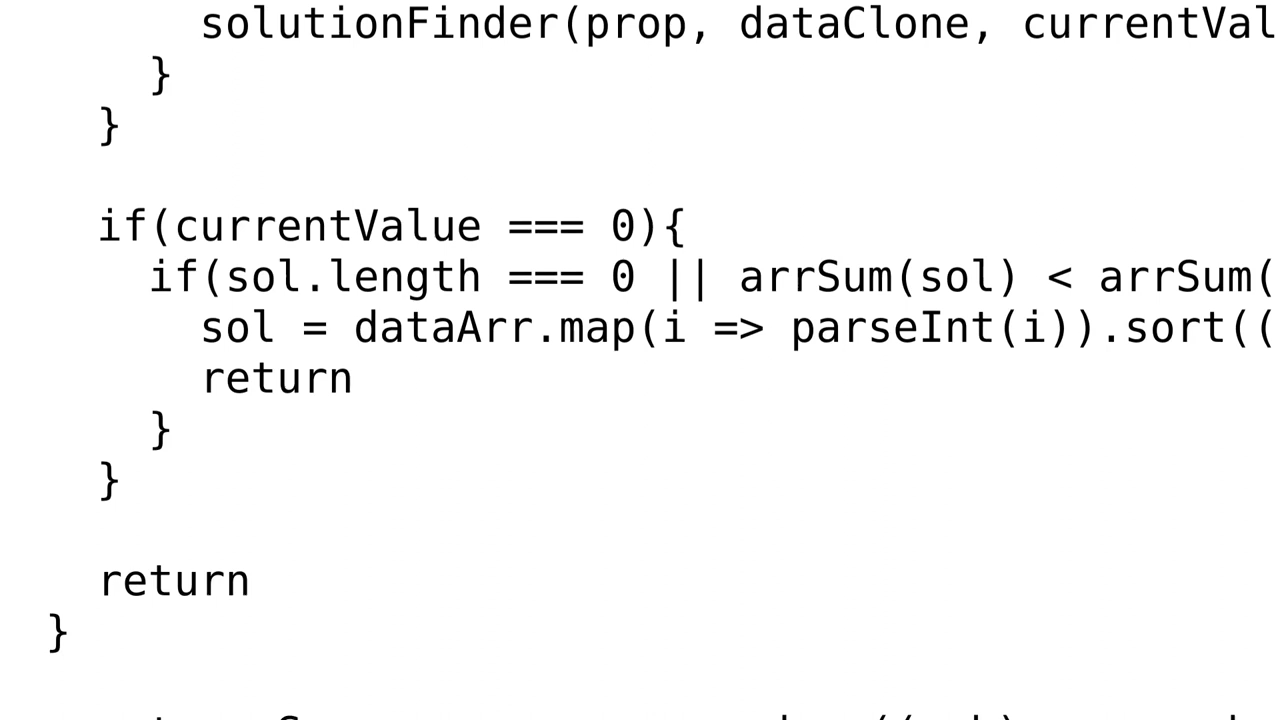 solutionFinder(prop, dataClone, currentVal
}
}
if(currentValue === 0){
if(sol.length === 0 || arrSum(sol) < arrSum(
sol = dataArr.map(i => parseInt(i)).sort((
return
}
}
return
}